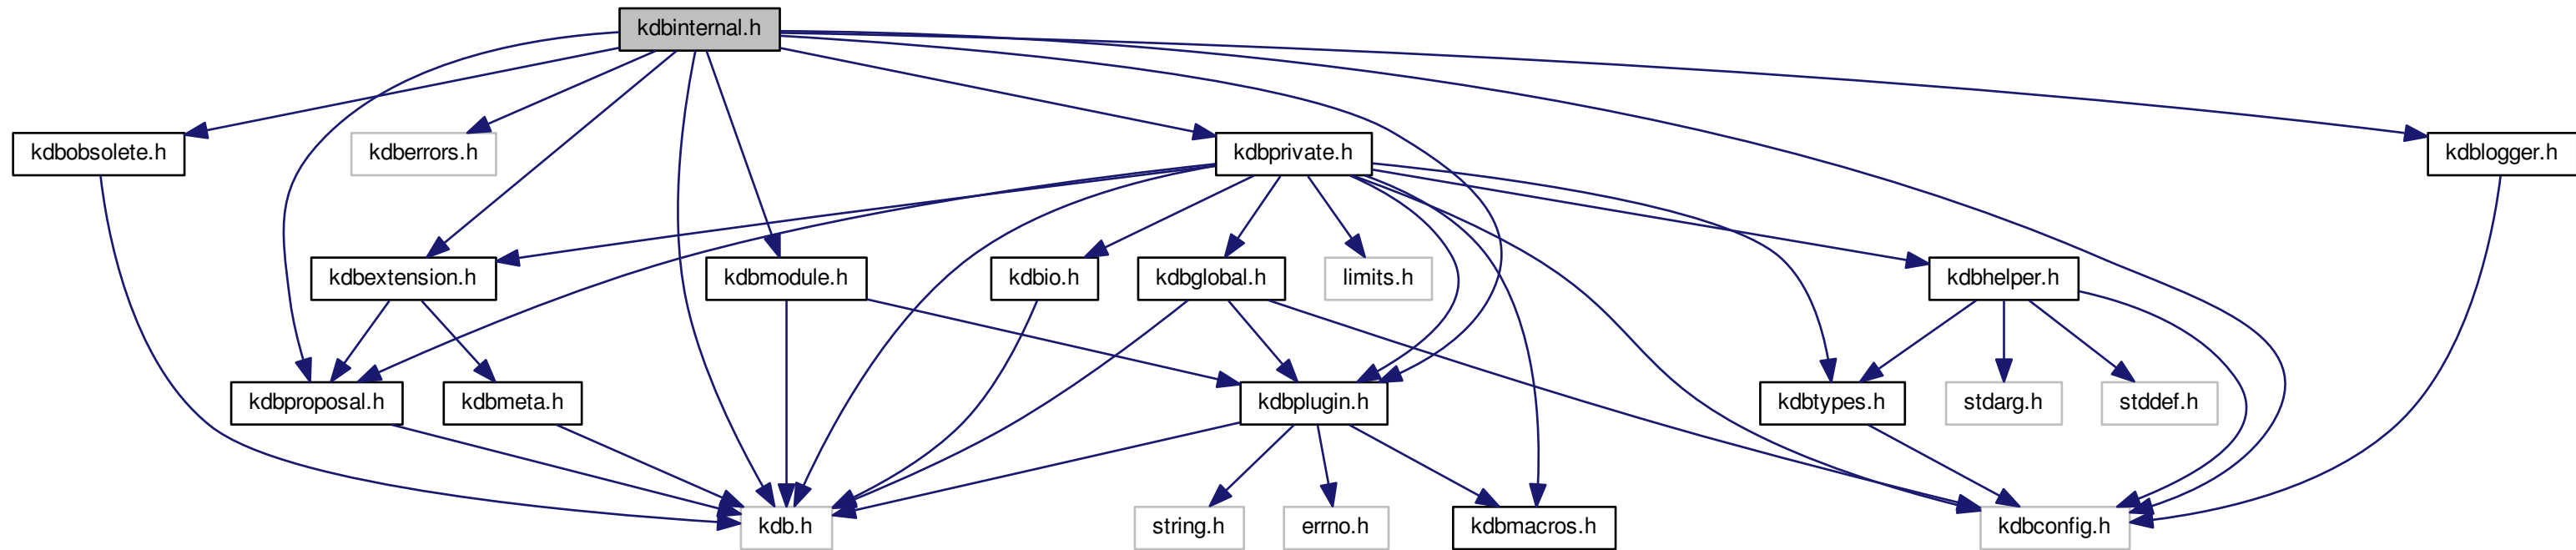 kdbinternal.h
kdbobsolete.h
kdberrors.h
kdbprivate.h
kdblogger.h
kdbextension.h
kdbmodule.h
kdbio.h
kdbglobal.h
limits.h
kdbhelper.h
kdbproposal.h
kdbmeta.h
kdbplugin.h
kdbtypes.h
stdarg.h
stddef.h
kdb.h
string.h
errno.h
kdbmacros.h
kdbconfig.h